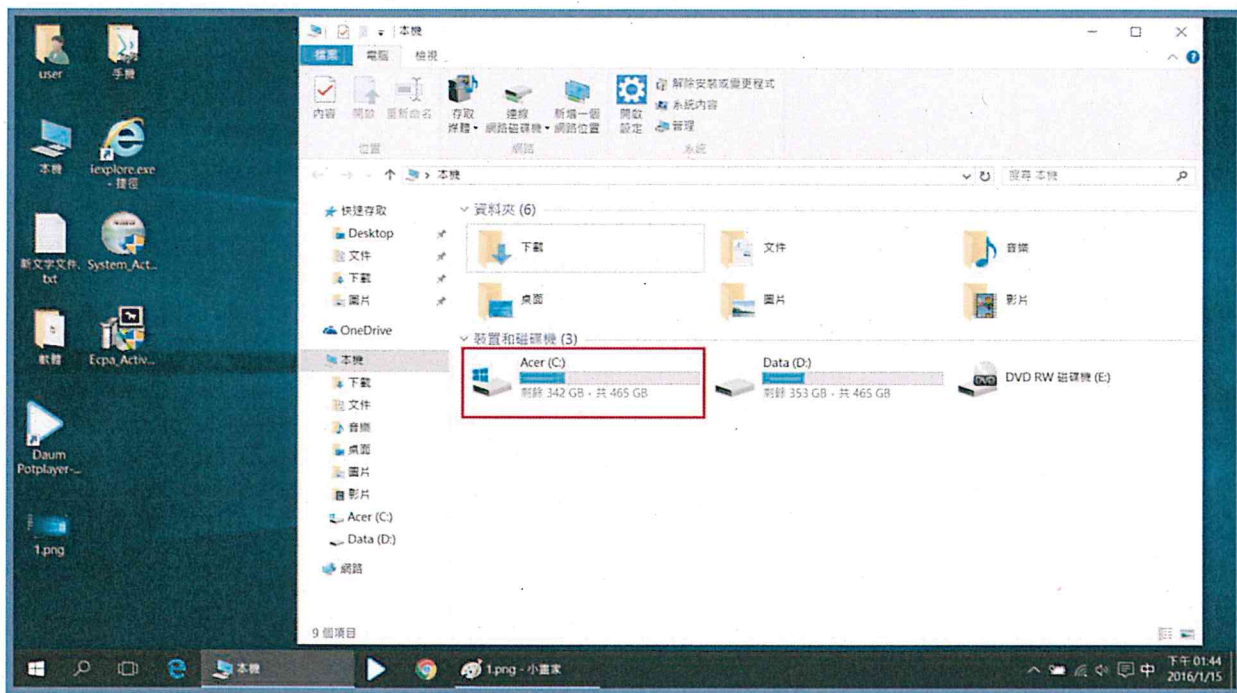 user
手機
本機
iexplore.exe
- 捷徑
新文字文件.
txt
System_Act...
軟體
Ecpa_Activ...
Daum
Potplayer-...
1.png
本機
檔案
電腦
檢視
內容
開啟
重新命名
位置
存取
媒體
連線
網路磁碟機
新增一個
網路位置
網路
開啟
設定
解除安裝或變更程式
系統內容
管理
系統
本機
搜尋 本機
快速存取
Desktop
文件
下載
圖片
OneDrive
本機
下載
文件
音樂
桌面
圖片
影片
Acer (C:)
Data (D:)
網路
資料夾 (6)
下載
文件
音樂
桌面
圖片
影片
裝置和磁碟機 (3)
Acer (C:)
剩餘 342 GB，共 465 GB
Data (D:)
剩餘 353 GB，共 465 GB
DVD
DVD RW 磁碟機 (E:)
9 個項目
本機
1.png - 小畫家
中
下午 01:44
2016/1/15